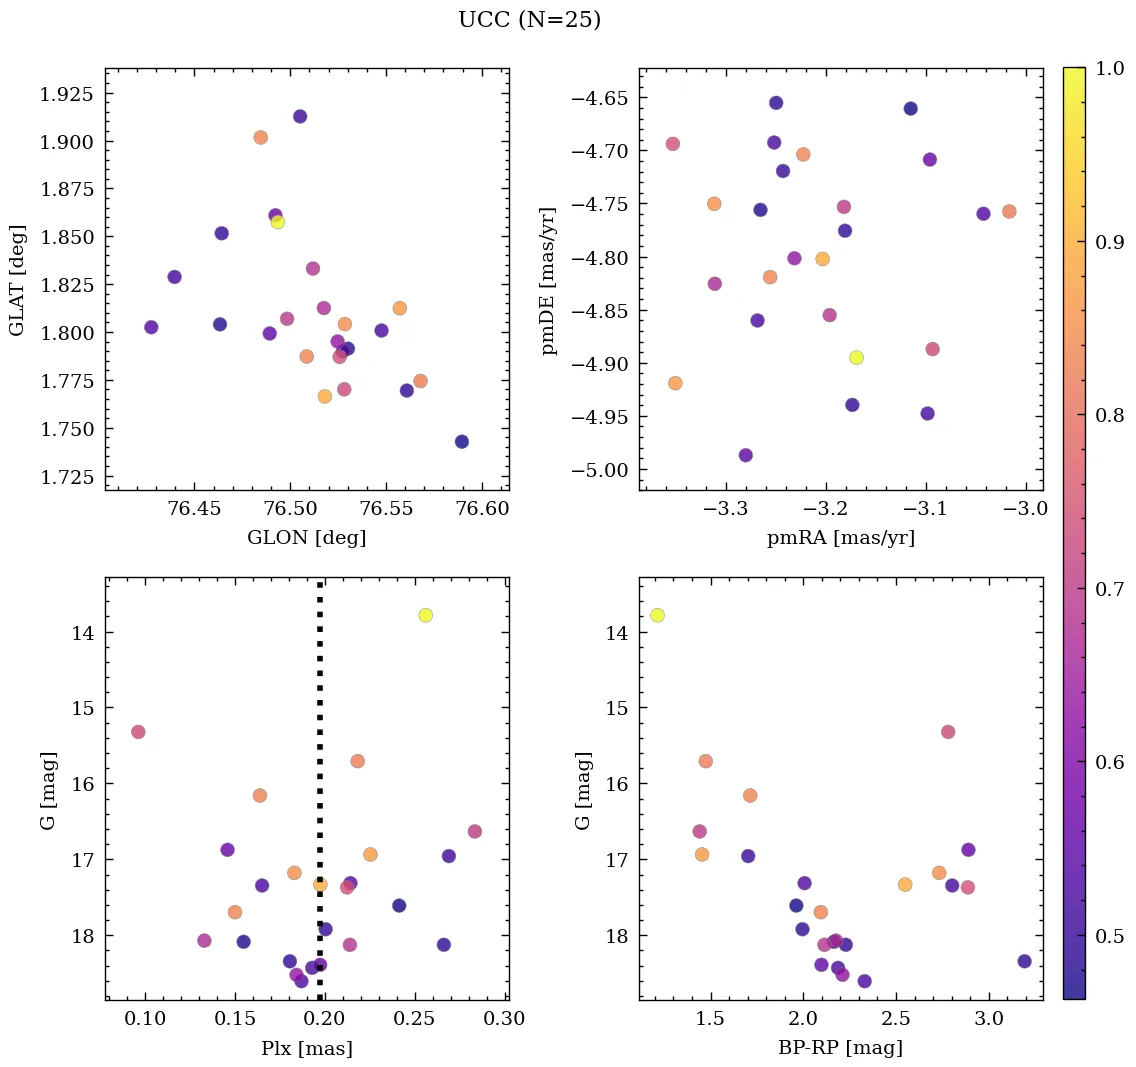 UCC (N=25)
1.925
1.900
1.875
1.850
1.825
1.800
1.775
1.750
1.725
GLAT [deg]
76.45 76.50 76.55 76.60
GLON [deg]
−4.65
−4.70
−4.75
−4.80
−4.85
−4.90
−4.95
−5.00
pmDE [mas/yr]
−3.3 −3.2 −3.1 −3.0
pmRA [mas/yr]
14
15
16
17
18
G [mag]
0.10 0.15 0.20 0.25 0.30
Plx [mas]
14
15
16
17
18
G [mag]
1.5 2.0 2.5 3.0
BP-RP [mag]
1.0
0.9
0.8
0.7
0.6
0.5